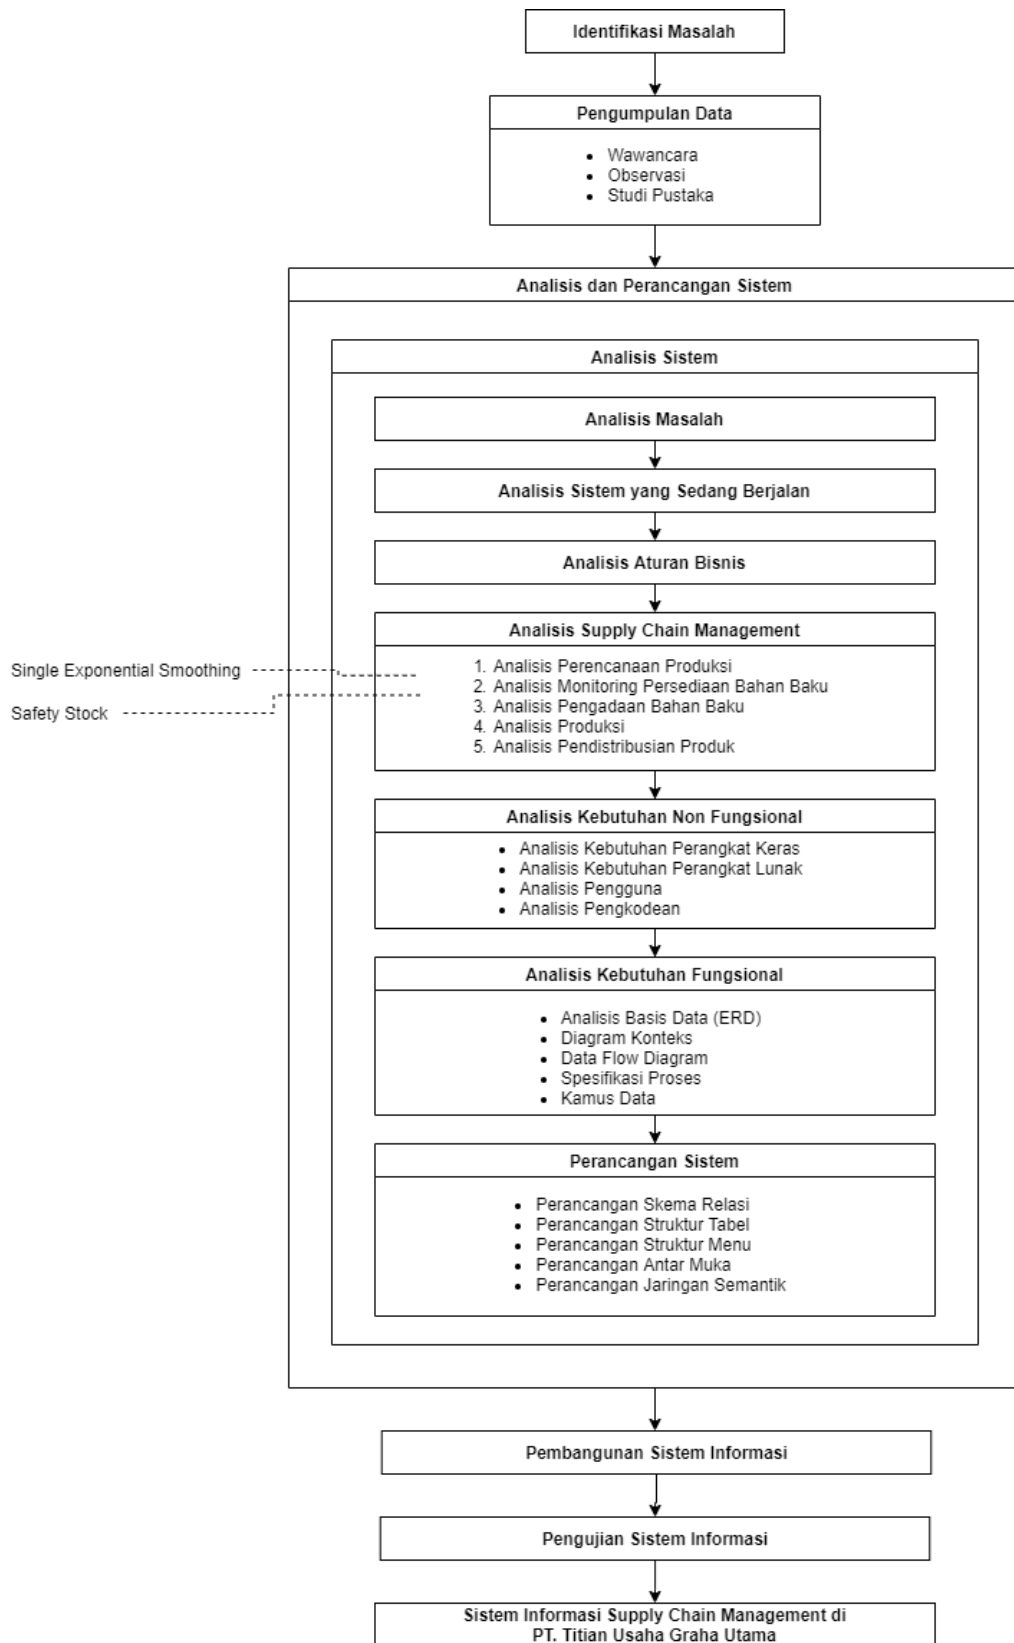 Identifikasi Masalah
Pengumpulan Data
• Wawancara
• Observasi
• Studi Pustaka
Analisis dan Perancangan Sistem
Analisis Sistem
Analisis Masalah
Analisis Sistem yang Sedang Berjalan
Analisis Aturan Bisnis
Analisis Supply Chain Management
Single Exponential Smoothing
Safety Stock
1. Analisis Perencanaan Produksi
2. Analisis Monitoring Persediaan Bahan Baku
3. Analisis Pengadaan Bahan Baku
4. Analisis Produksi
5. Analisis Pendistribusian Produk
Analisis Kebutuhan Non Fungsional
• Analisis Kebutuhan Perangkat Keras
• Analisis Kebutuhan Perangkat Lunak
• Analisis Pengguna
• Analisis Pengkodean
Analisis Kebutuhan Fungsional
• Analisis Basis Data (ERD)
• Diagram Konteks
• Data Flow Diagram
• Spesifikasi Proses
• Kamus Data
Perancangan Sistem
• Perancangan Skema Relasi
• Perancangan Struktur Tabel
• Perancangan Struktur Menu
• Perancangan Antar Muka
• Perancangan Jaringan Semantik
Pembangunan Sistem Informasi
Pengujian Sistem Informasi
Sistem Informasi Supply Chain Management di
PT. Titian Usaha Graha Utama